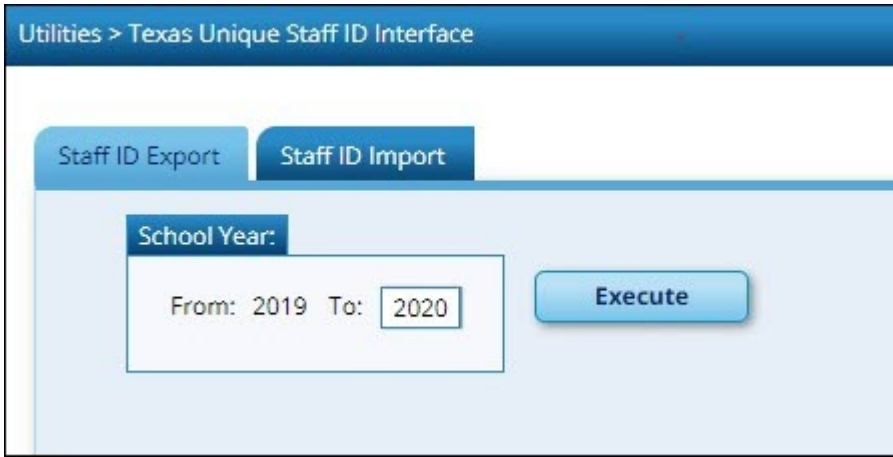 Utilities > Texas Unique Staff ID Interface
Staff ID Export Staff ID Import
School Year:
From: 2019 To: 2020 Execute